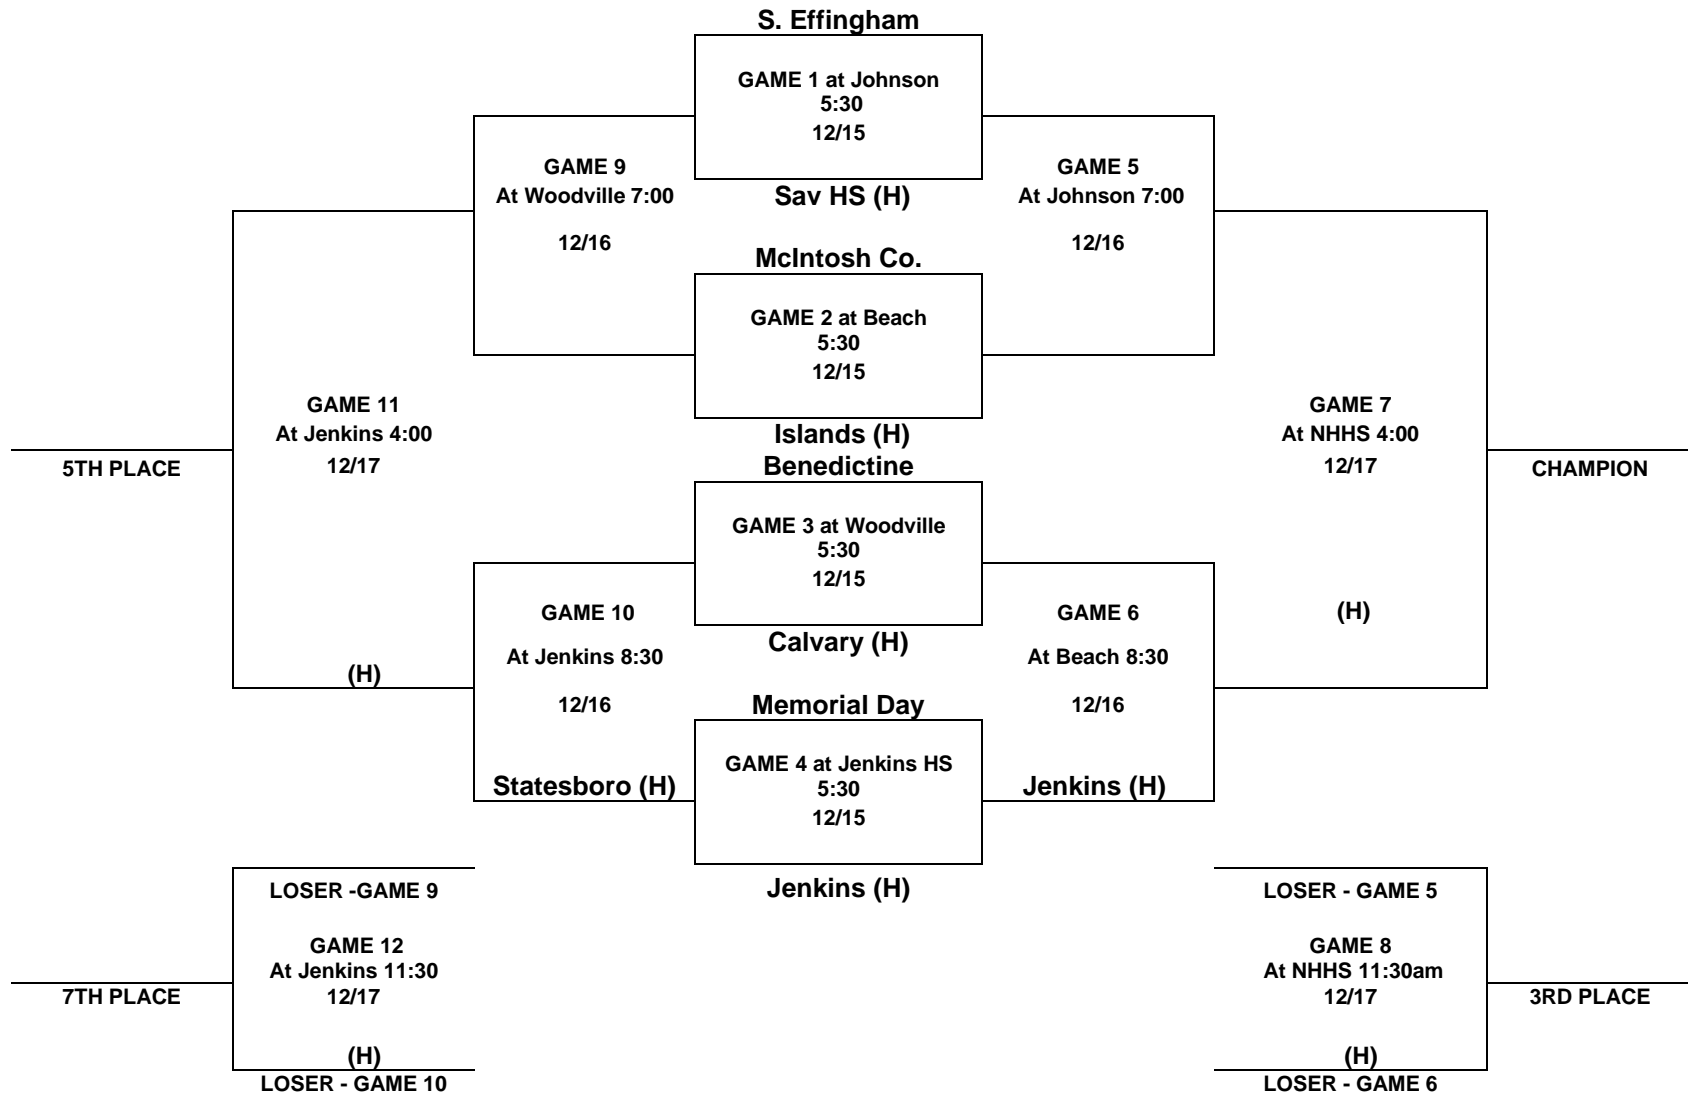 S. Effingham
GAME 1 at Johnson
5:30
12/15
Sav HS (H)
GAME 9
At Woodville 7:00
12/16
GAME 5
At Johnson 7:00
12/16
McIntosh Co.
GAME 2 at Beach
5:30
12/15
Islands (H)
GAME 11
At Jenkins 4:00
12/17
5TH PLACE
(H)
GAME 7
At NHHS 4:00
12/17
CHAMPION
(H)
Benedictine
GAME 3 at Woodville
5:30
12/15
Calvary (H)
GAME 10
At Jenkins 8:30
12/16
Statesboro (H)
GAME 6
At Beach 8:30
12/16
Jenkins (H)
Memorial Day
GAME 4 at Jenkins HS
5:30
12/15
Jenkins (H)
LOSER -GAME 9
GAME 12
At Jenkins 11:30
12/17
7TH PLACE
(H)
LOSER - GAME 10
LOSER - GAME 5
GAME 8
At NHHS 11:30am
12/17
3RD PLACE
(H)
LOSER - GAME 6